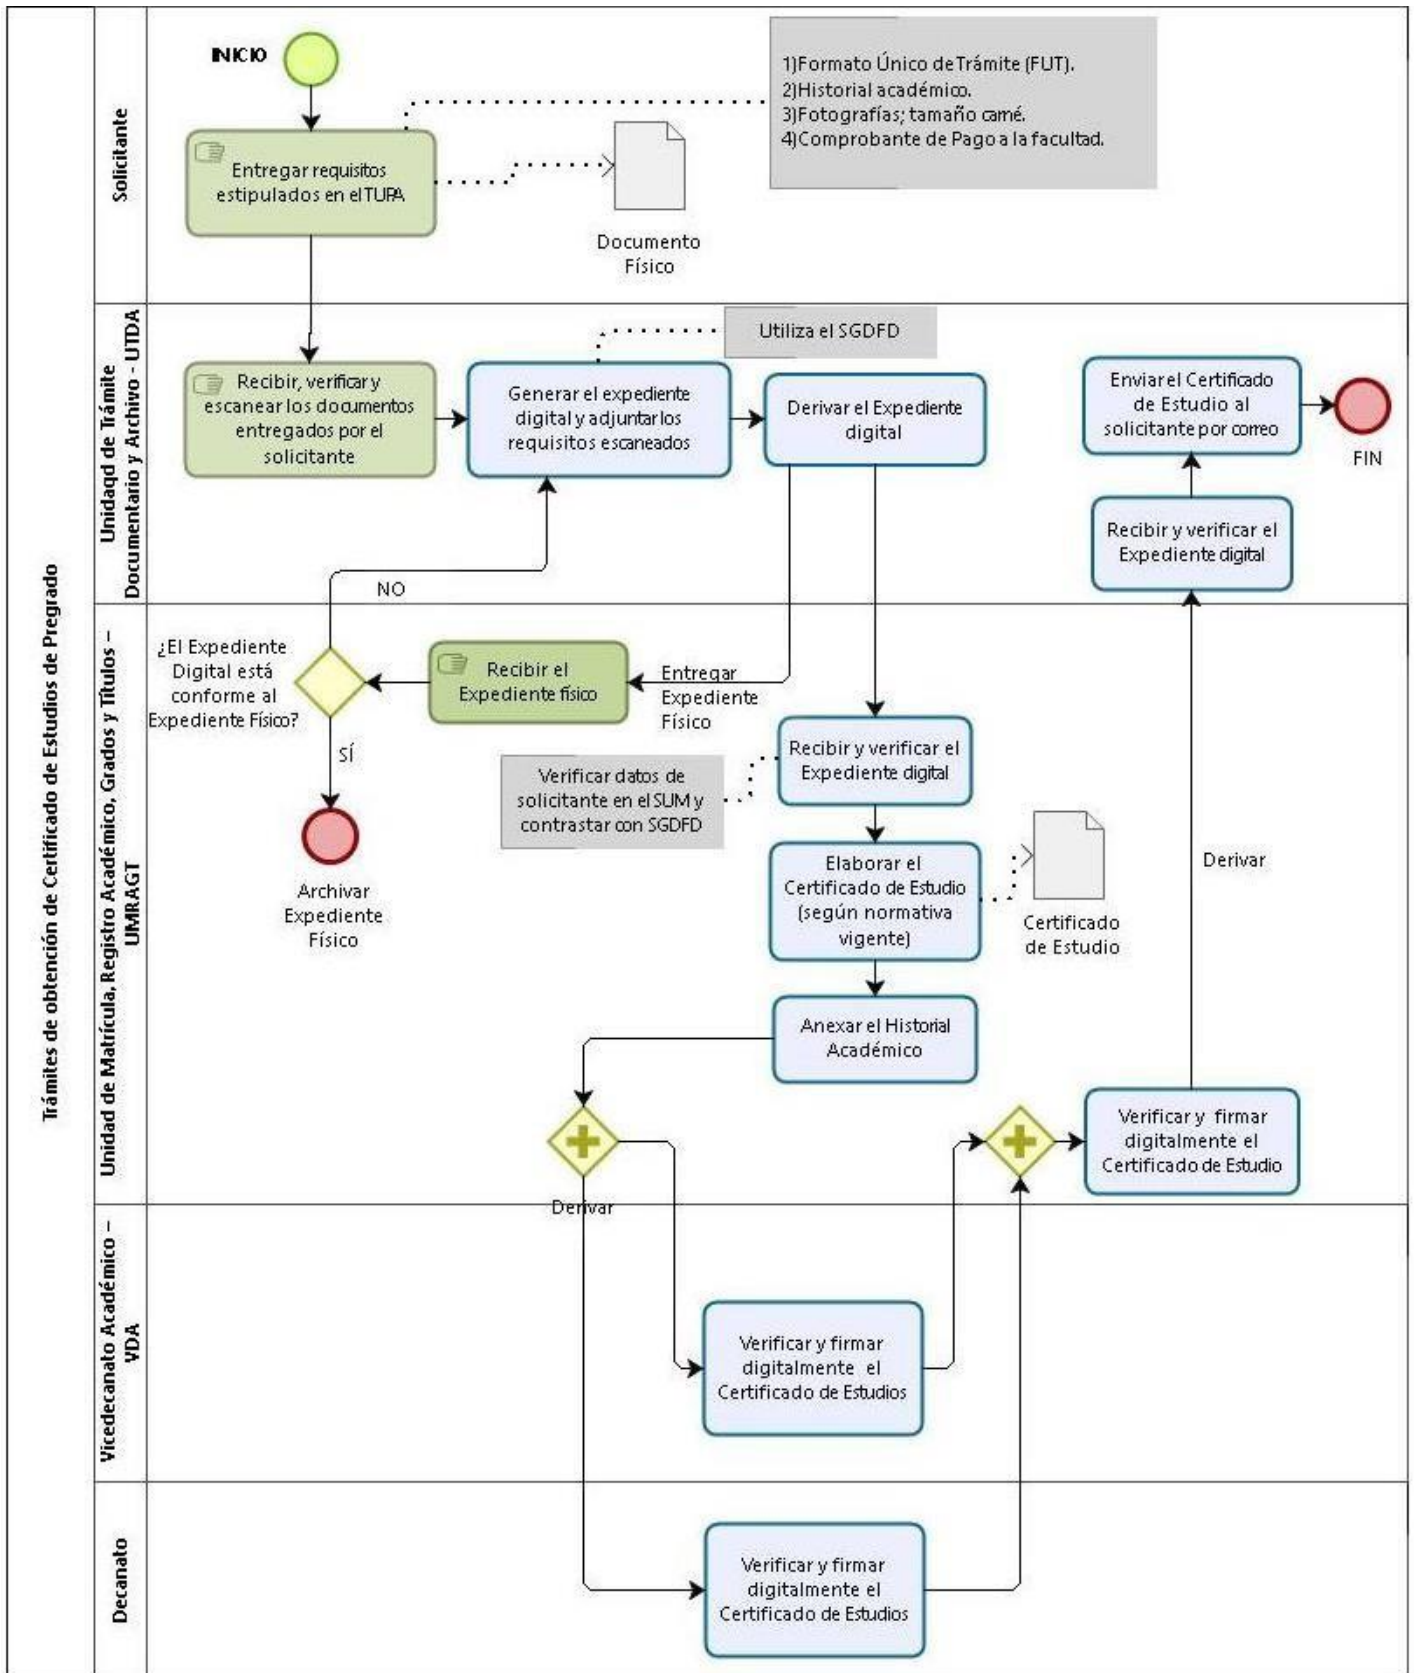 Trámites de obtención de Certificado de Estudios de Pregrado
Solicitante
INICIO
Entregar requisitos
estipulados en el TUPA
1)Formato Único de Trámite (FUT).
2)Historial académico.
3)Fotografías; tamaño carné.
4)Comprobante de Pago a la facultad.
Documento
Físico
Unidaqd de Trámite
Documentario y Archivo - UTDA
Recibir, verificar y
escanear los documentos
entregados por el
solicitante
Generar el expediente
digital y adjuntar los
requisitos escaneados
Utiliza el SGDFD
Derivar el Expediente
digital
Enviar el Certificado
de Estudio al
solicitante por correo
FIN
Recibir y verificar el
Expediente digital
NO
Unidad de Matrícula, Registro Académico, Grados y Títulos –
UMRAGT
¿El Expediente
Digital está
conforme al
Expediente Físico?
Recibir el
Expediente físico
Entregar
Expediente
Físico
SÍ
Archivar
Expediente
Físico
Recibir y verificar el
Expediente digital
Verificar datos de
solicitante en el SUM y
contrastar con SGDFD
Elaborar el
Certificado de Estudio
(según normativa
vigente)
Certificado
de Estudio
Derivar
Anexar el Historial
Académico
Derivar
Verificar y firmar
digitalmente el
Certificado de Estudio
Vicedecanato Académico –
VDA
Verificar y firmar
digitalmente el
Certificado de Estudios
Decanato
Verificar y firmar
digitalmente el
Certificado de Estudios